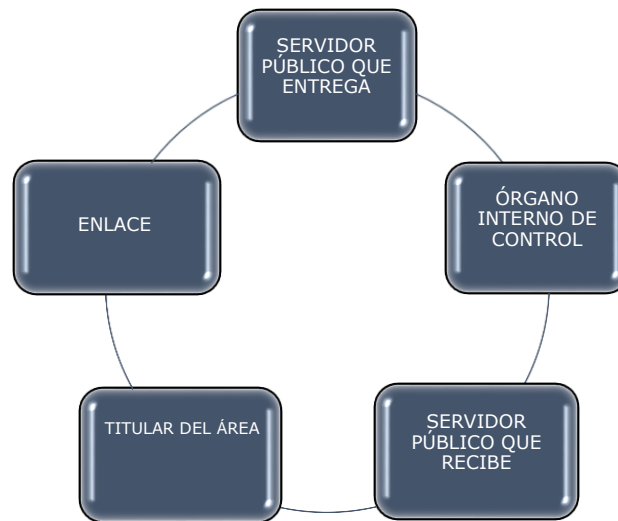 SERVIDOR
PÚBLICO QUE
ENTREGA
ÓRGANO
INTERNO DE
CONTROL
SERVIDOR
PÚBLICO QUE
RECIBE
TITULAR DEL ÁREA
ENLACE